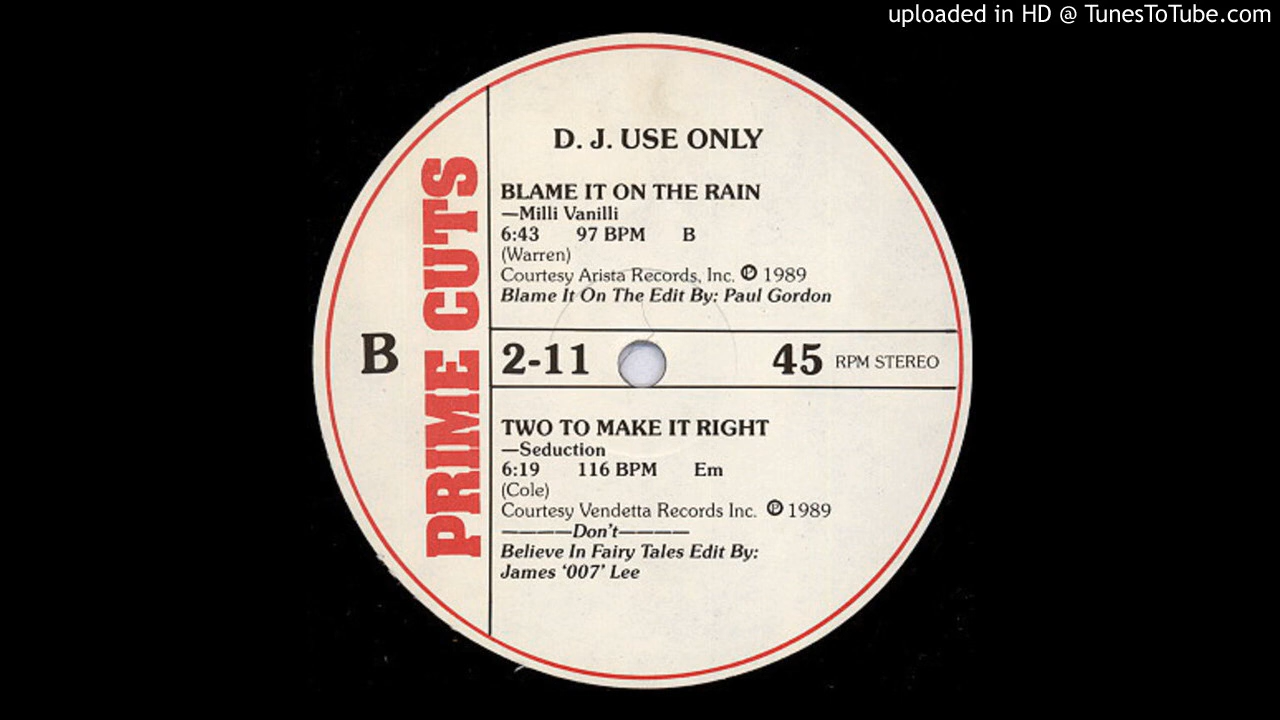 uploaded in HD @ TunesToTube.com
D. J. USE ONLY
BLAME IT ON THE RAIN
—Milli Vanilli
6:43 97 BPM B
(Warren)
Courtesy Arista Records, Inc. Ⓟ 1989
Blame It On The Edit By: Paul Gordon
B
PRIME CUTS
2-11
45 RPM STEREO
TWO TO MAKE IT RIGHT
—Seduction
6:19 116 BPM Em
(Cole)
Courtesy Vendetta Records Inc. Ⓟ 1989
————Don't————
Believe In Fairy Tales Edit By:
James ‘007’ Lee